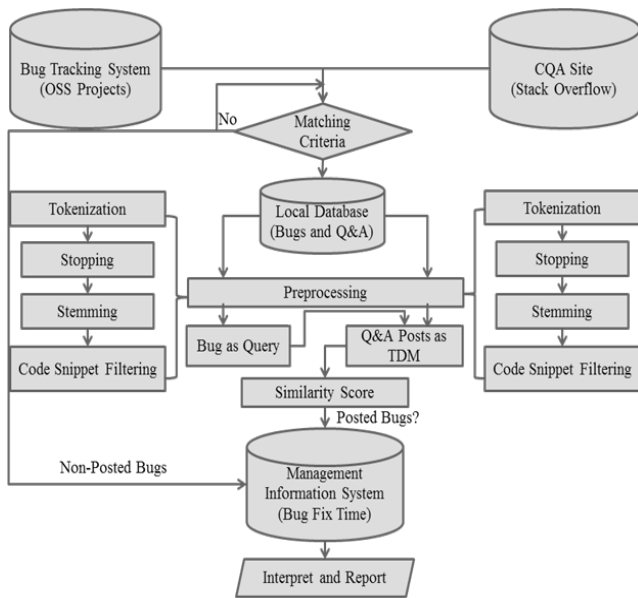 Bug Tracking System
(OSS Projects)
CQA Site
(Stack Overflow)
No
Matching
Criteria
Local Database
(Bugs and Q&A)
Tokenization
Stopping
Stemming
Code Snippet Filtering
Tokenization
Stopping
Stemming
Code Snippet Filtering
Preprocessing
Bug as Query
Q&A Posts as
TDM
Similarity Score
Posted Bugs?
Non-Posted Bugs
Management
Information System
(Bug Fix Time)
Interpret and Report